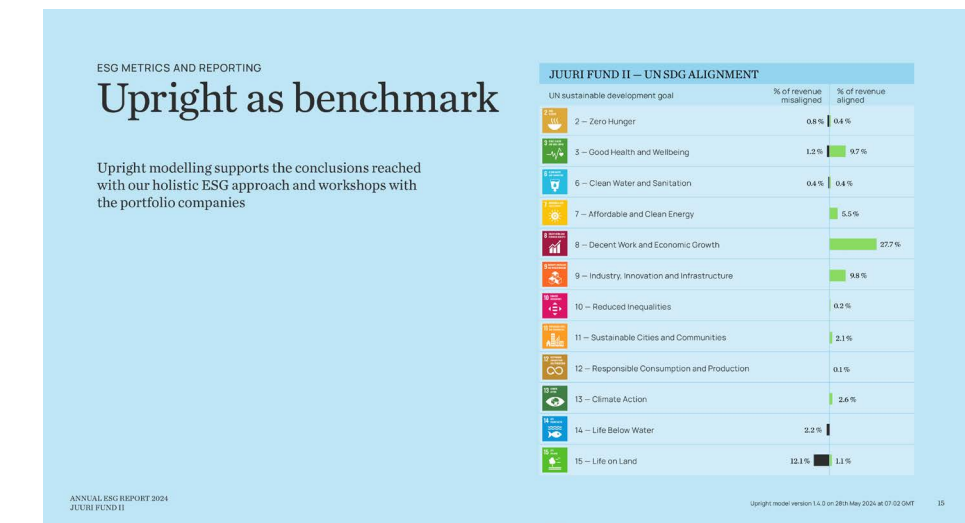 ESG METRICS AND REPORTING
Upright as benchmark
Upright modelling supports the conclusions reached
with our holistic ESG approach and workshops with
the portfolio companies
JUURI FUND II — UN SDG ALIGNMENT
UN sustainable development goal
% of revenue
misaligned
% of revenue
aligned
2 — Zero Hunger 0.8 % 0.4 %
3 — Good Health and Wellbeing 1.2 % 9.7 %
6 — Clean Water and Sanitation 0.4 % 0.4 %
7 — Affordable and Clean Energy 5.5 %
8 — Decent Work and Economic Growth 27.7 %
9 — Industry, Innovation and Infrastructure 9.8 %
10 — Reduced Inequalities 0.2 %
11 — Sustainable Cities and Communities 2.1 %
12 — Responsible Consumption and Production 0.1 %
13 — Climate Action 2.6 %
14 — Life Below Water 2.2 %
15 — Life on Land 12.1 % 1.1 %
ANNUAL ESG REPORT 2024
JUURI FUND II
Upright model version 1.4.0 on 28th May 2024 at 07:02 GMT 15